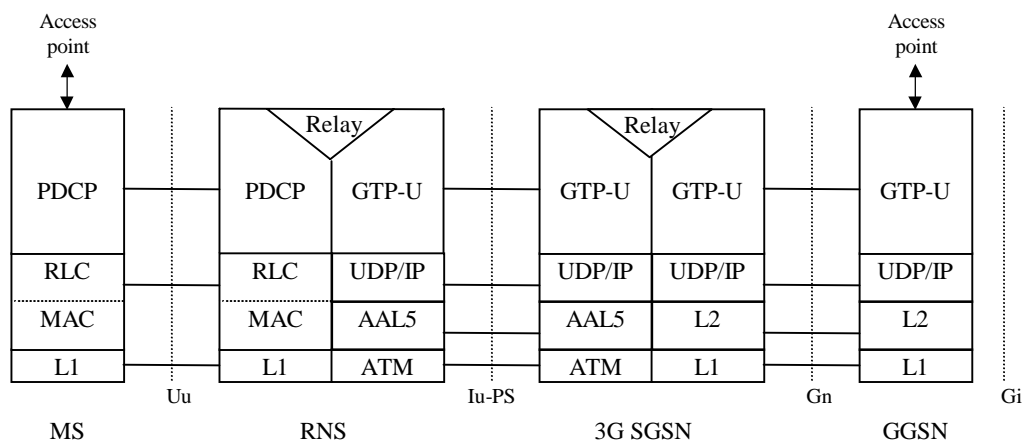 Access
point
Access
point
Relay
Relay
PDCP
PDCP
GTP-U
GTP-U
GTP-U
GTP-U
RLC
RLC
UDP/IP
UDP/IP
UDP/IP
UDP/IP
MAC
MAC
AAL5
AAL5
L2
L2
L1
L1
ATM
ATM
L1
L1
Uu
Iu-PS
Gn
Gi
MS
RNS
3G SGSN
GGSN